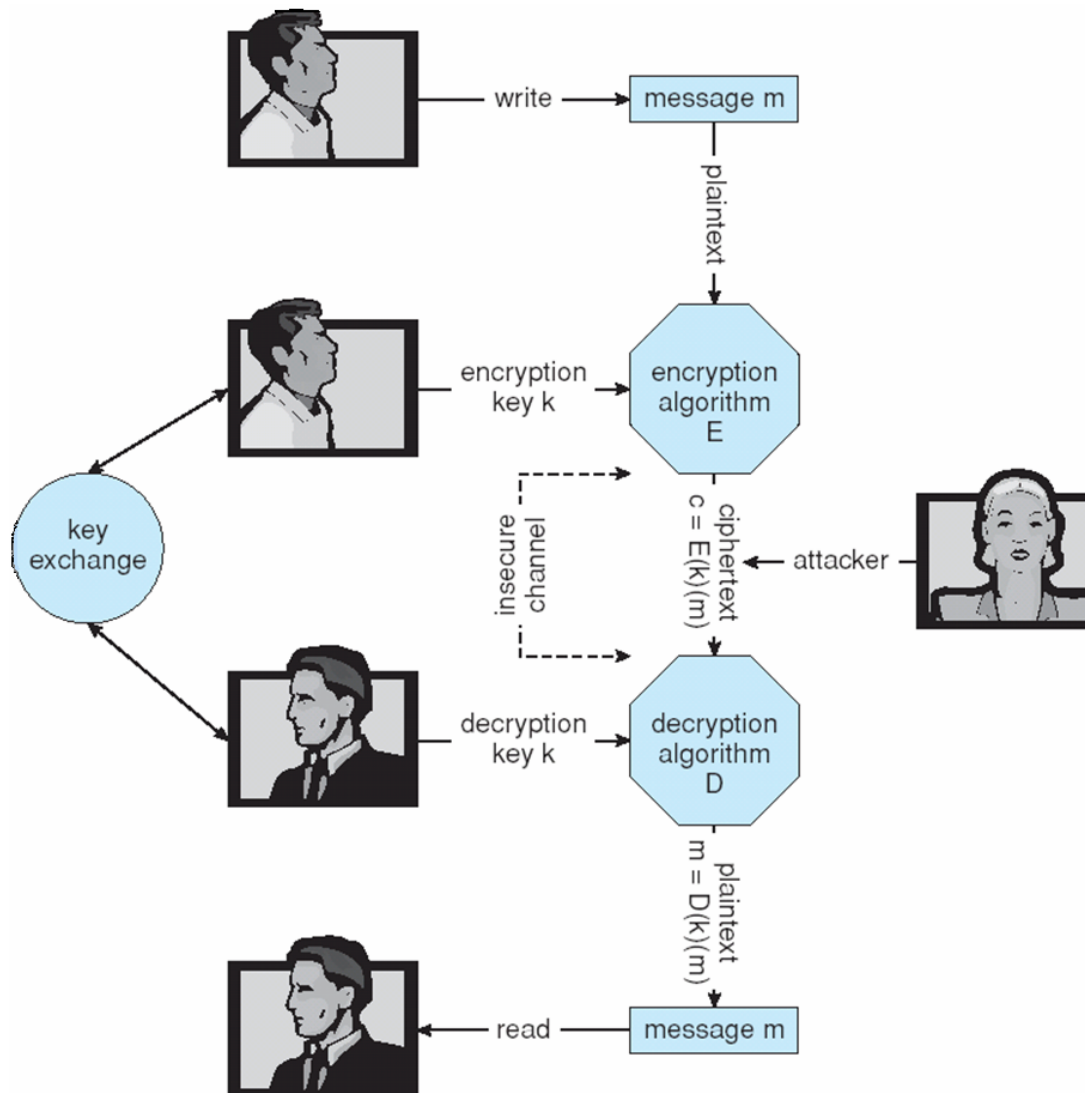 write
message m
plaintext
encryption
key k
encryption
algorithm
E
key
exchange
insecure
channel
ciphertext
c = E(k)(m)
attacker
decryption
key k
decryption
algorithm
D
plaintext
m = D(k)(m)
read
message m